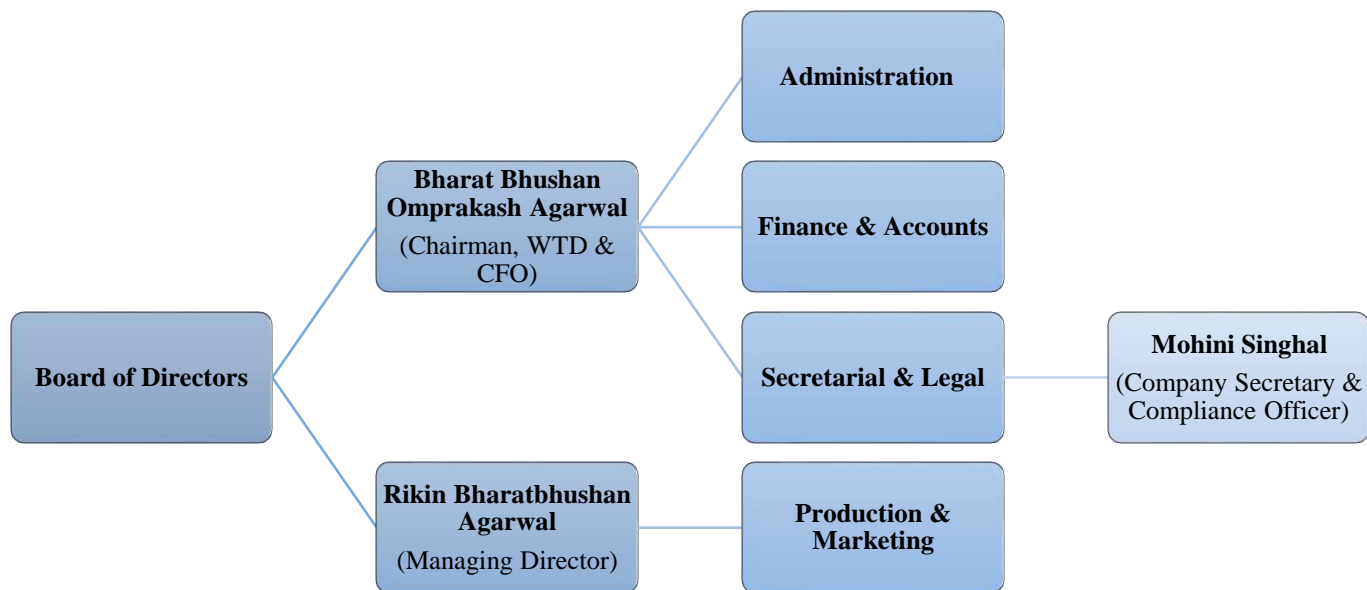 Board of Directors
Bharat Bhushan
Omprakash Agarwal
(Chairman, WTD &
CFO)
Administration
Finance & Accounts
Secretarial & Legal
Mohini Singhal
(Company Secretary &
Compliance Officer)
Rikin Bharatbhushan
Agarwal
(Managing Director)
Production &
Marketing